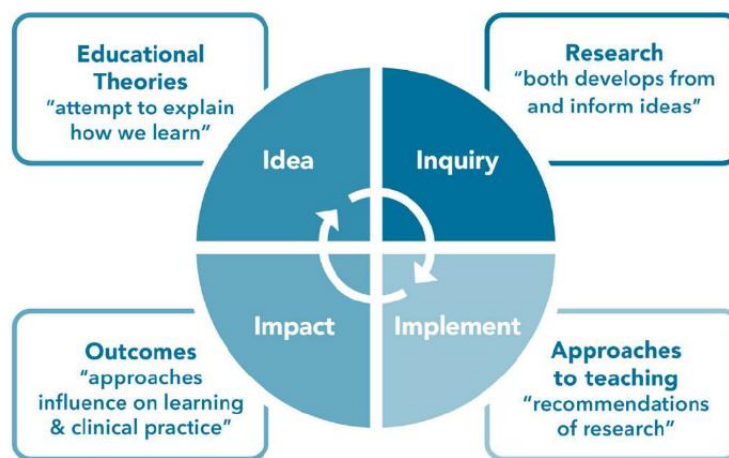 Educational
Theories
"attempt to explain
how we learn"
Research
"both develops from
and inform ideas"
Idea
Inquiry
Impact
Implement
Outcomes
"approaches
influence on learning
& clinical practice"
Approaches
to teaching
"recommendations
of research"